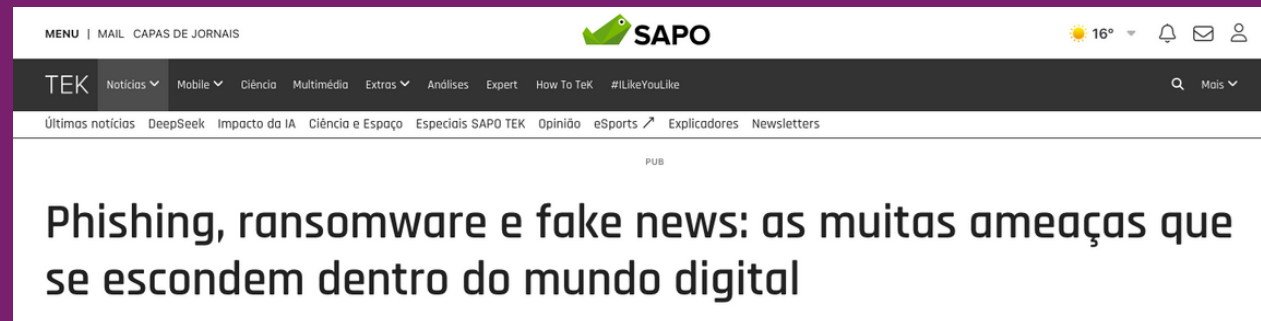 MENU | MAIL CAPAS DE JORNAIS SAPO 16°
TEK Notícias Mobile Ciência Multimédia Extras Análises Expert How To TeK #ILikeYouLike Mais
Últimas notícias DeepSeek Impacto da IA Ciência e Espaço Especiais SAPO TEK Opinião eSports ↗ Explicadores Newsletters
PUB
Phishing, ransomware e fake news: as muitas ameaças que
se escondem dentro do mundo digital